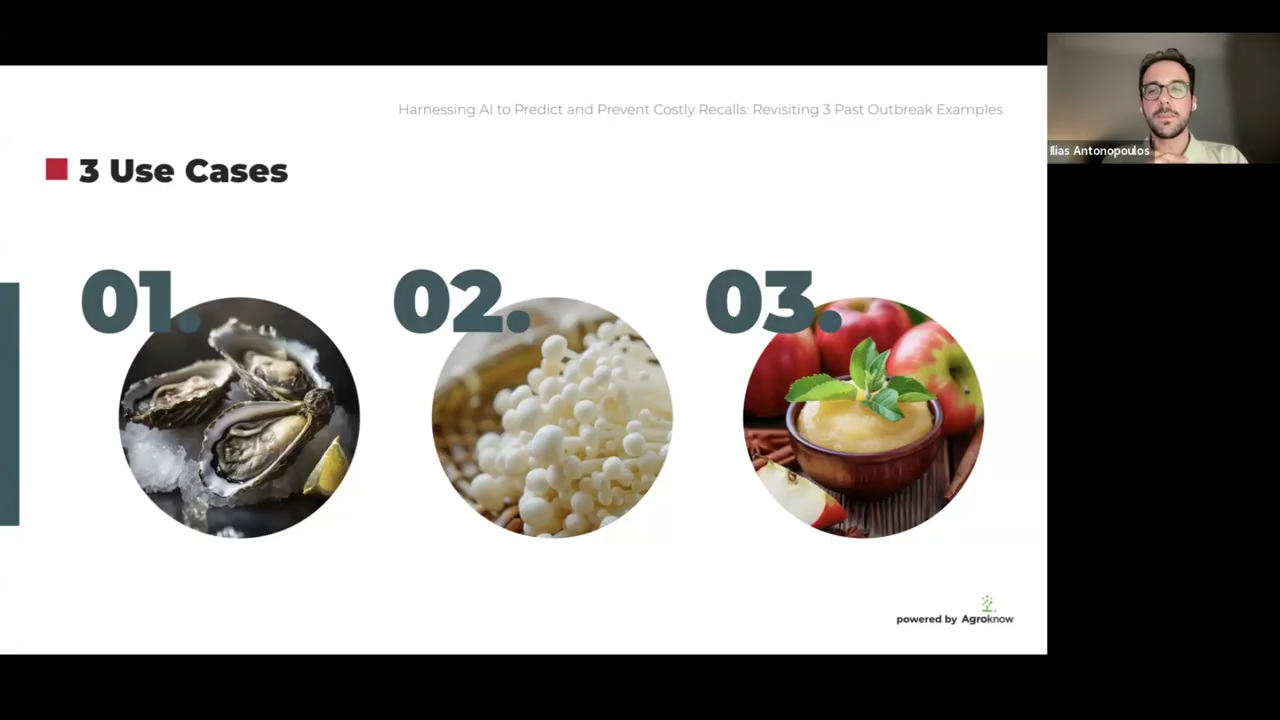 Harnessing AI to Predict and Prevent Costly Recalls: Revisiting 3 Past Outbreak Examples
Ilias Antonopoulos
3 Use Cases
01.
02.
03.
powered by Agroknow